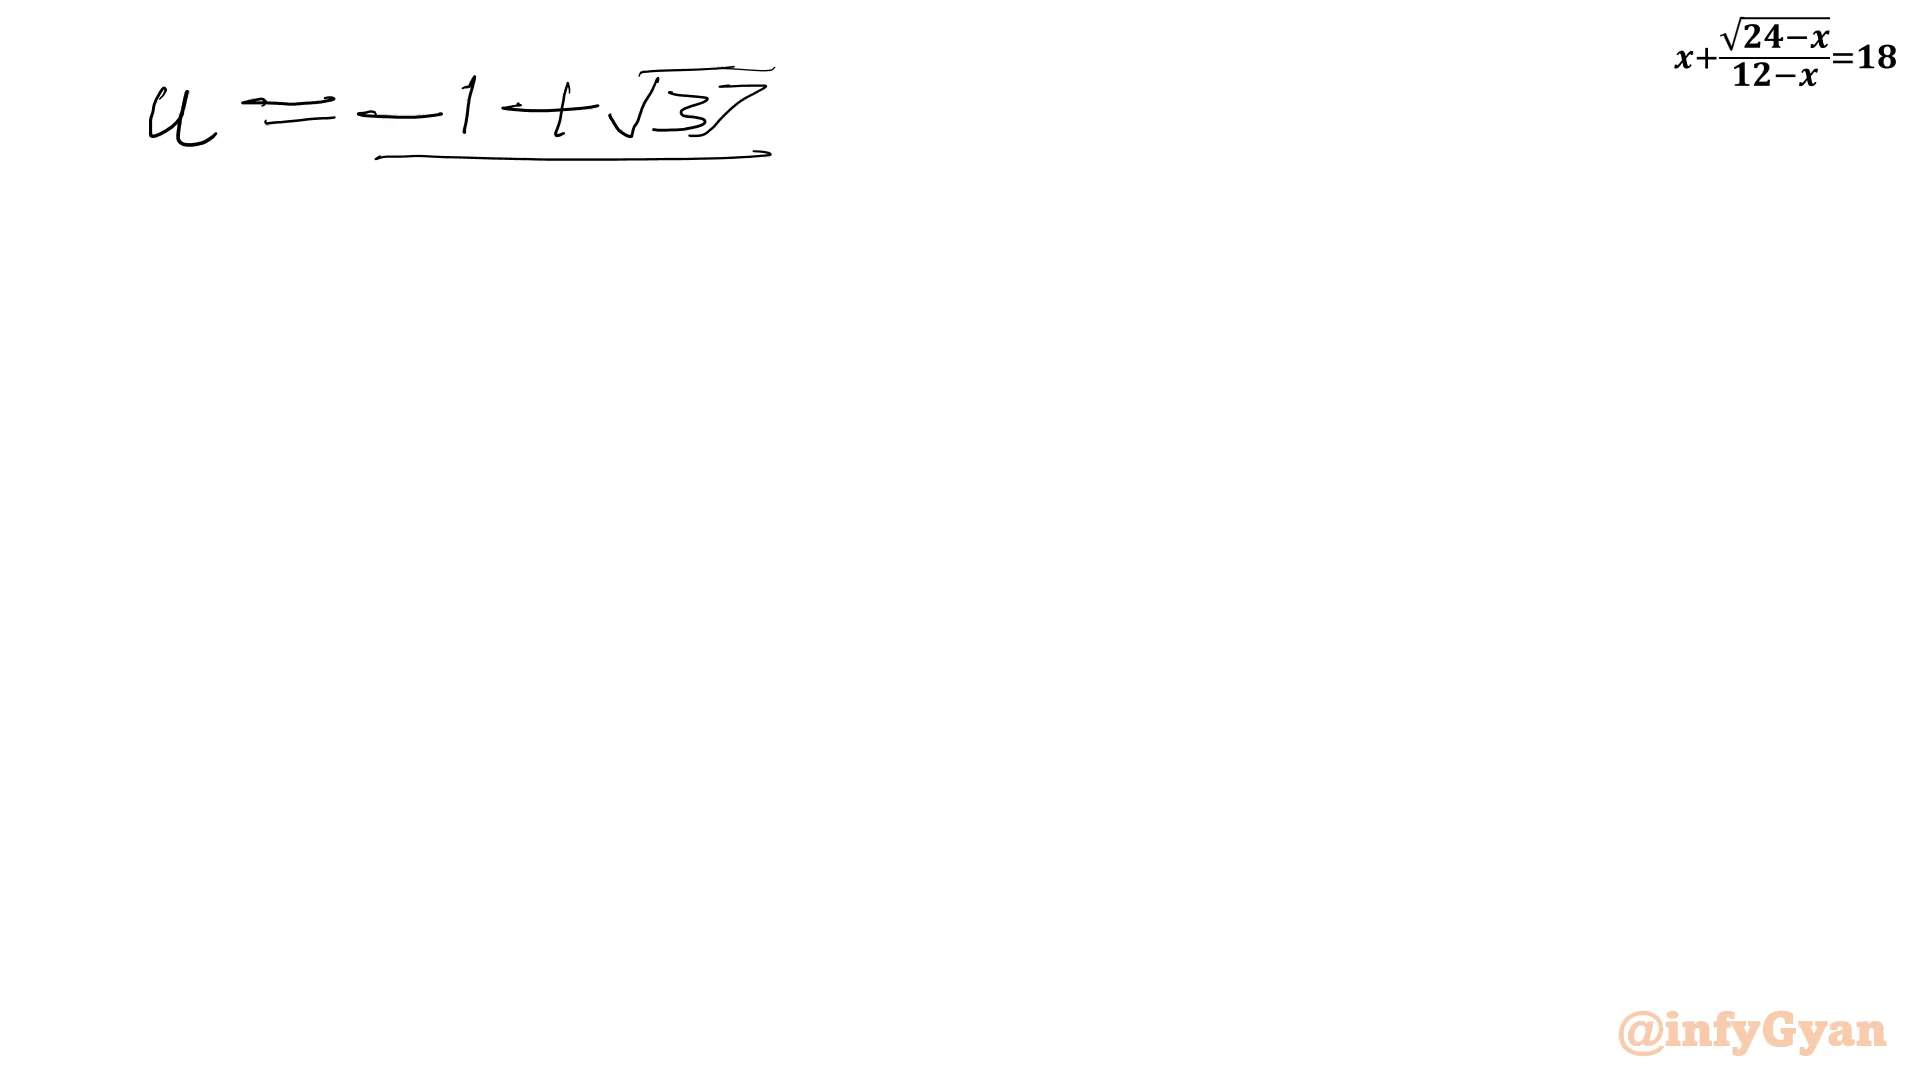 u = -1+√37
x+√(24-x)/(12-x)=18
@infyGyan